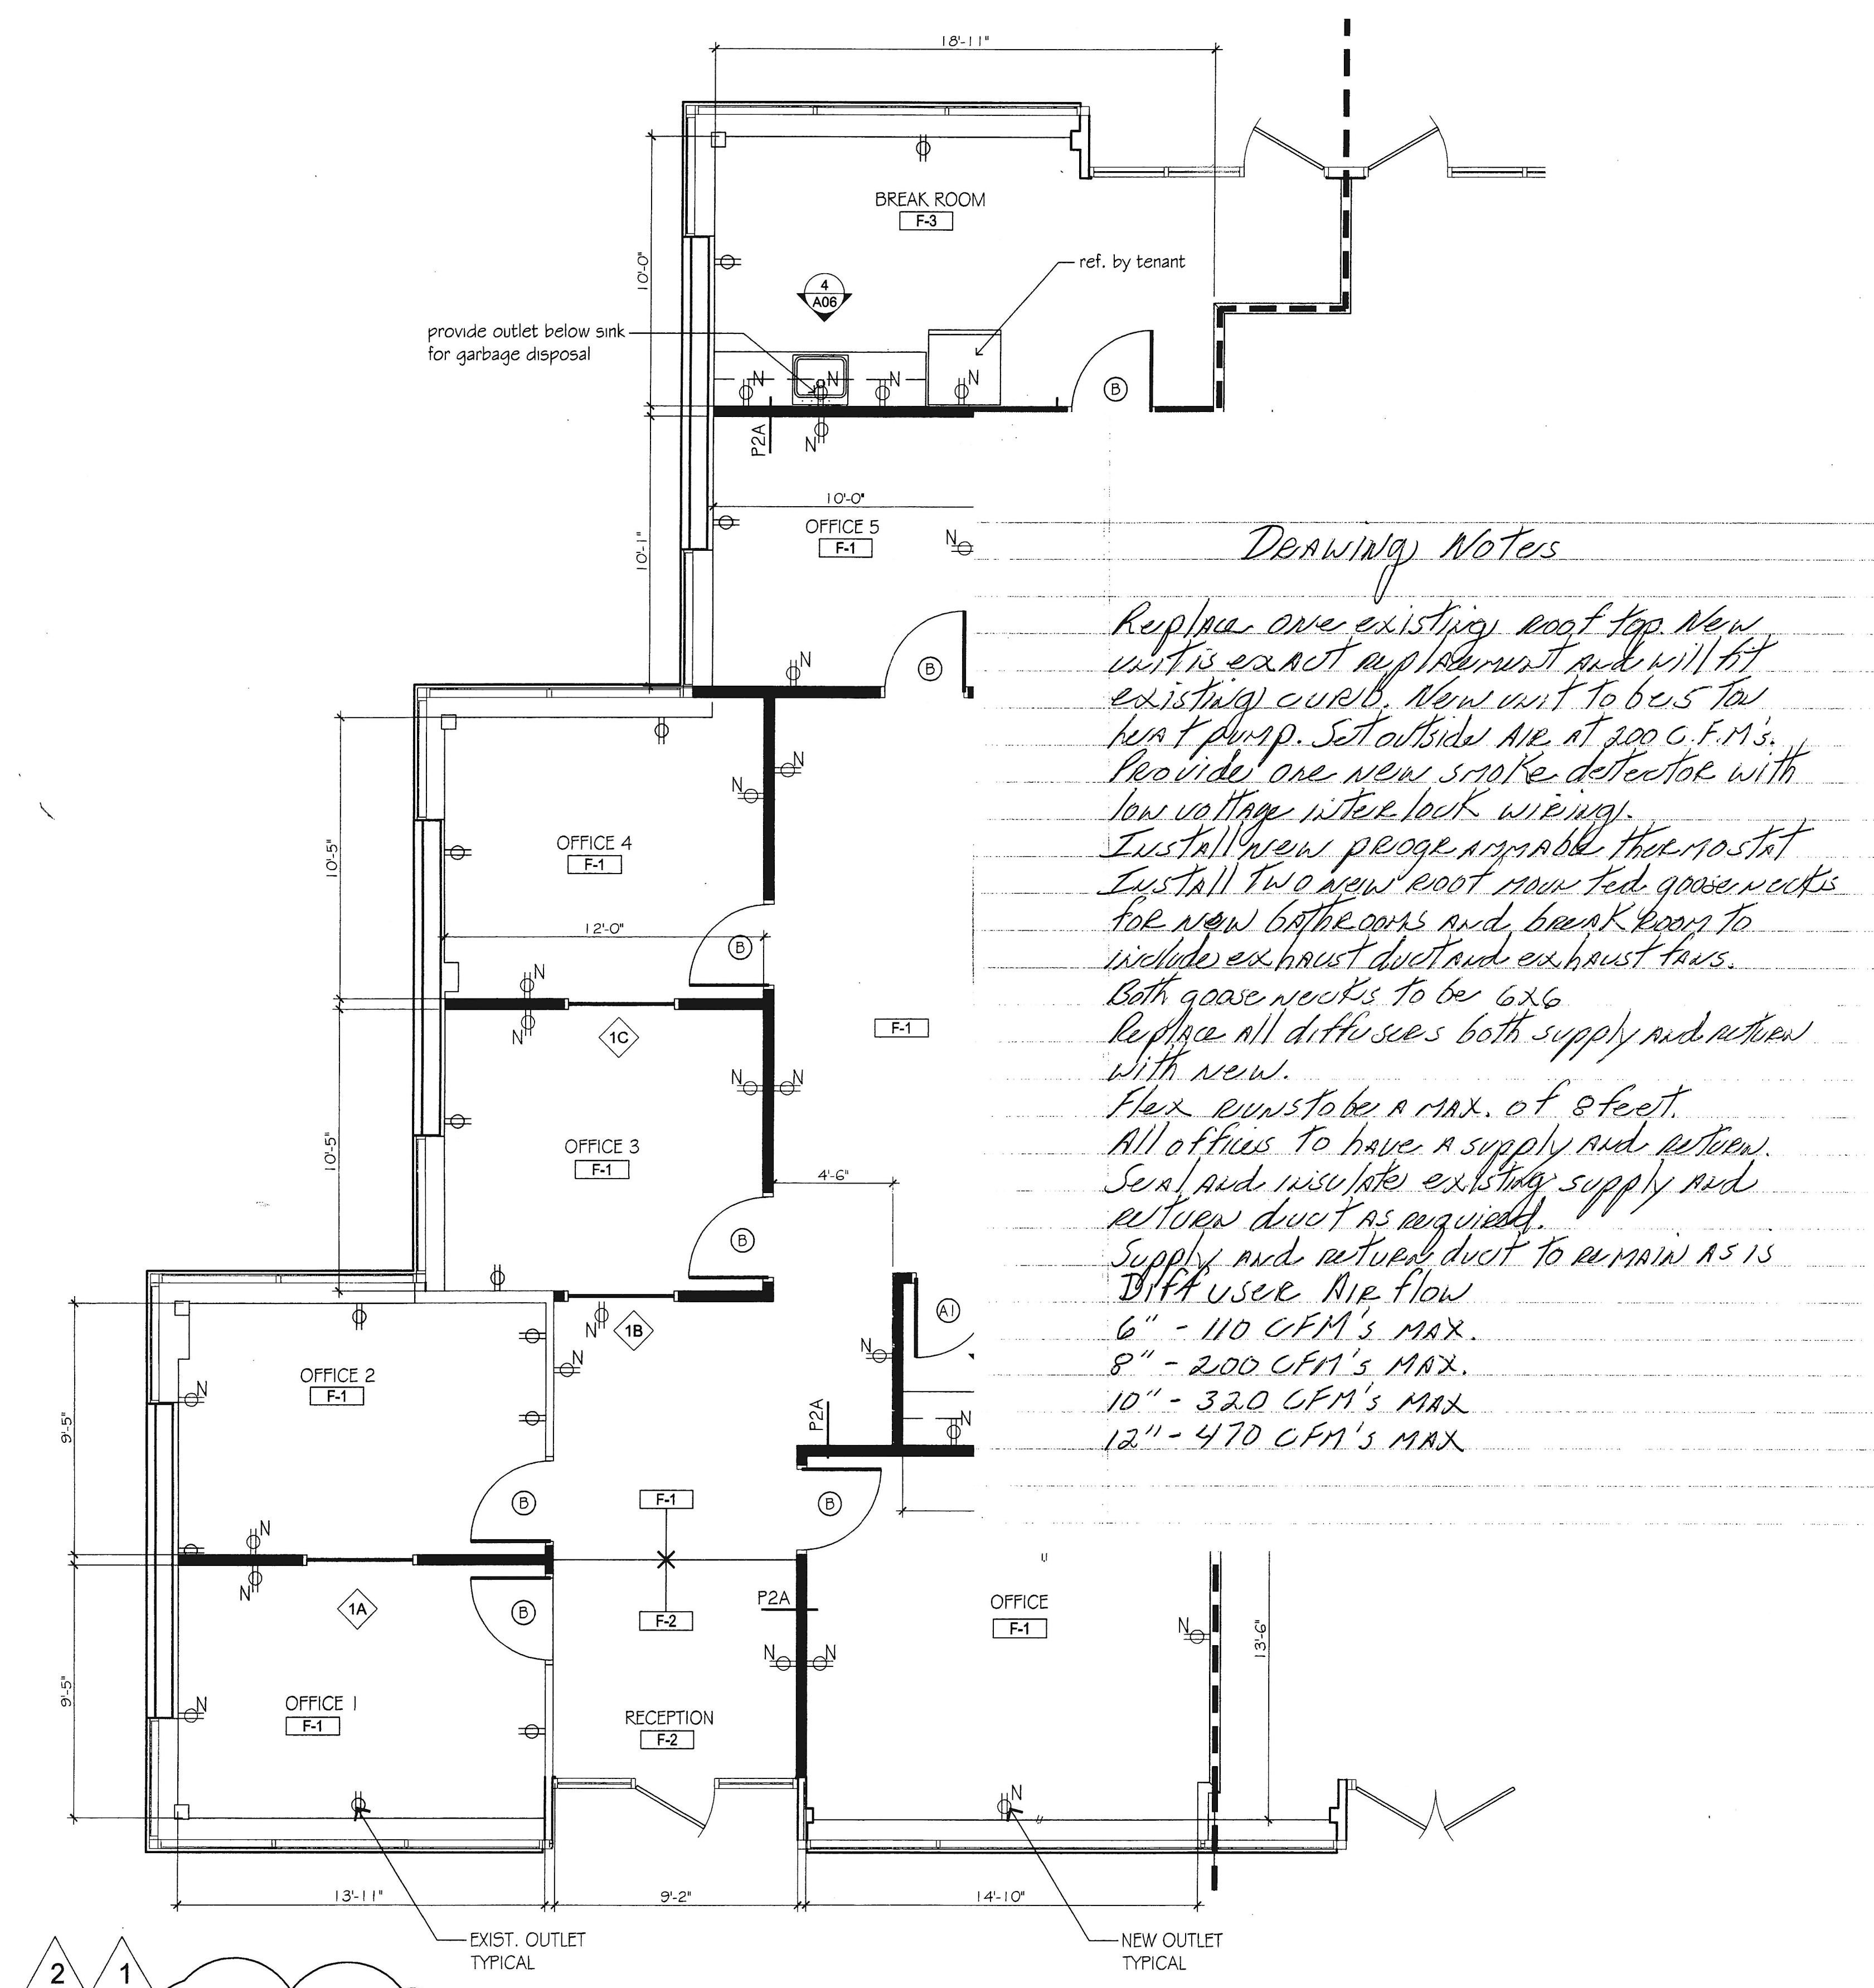 18'-11"
BREAK ROOM
F-3
10'-0"
ref. by tenant
4
A06
provide outlet below sink
for garbage disposal
N
N
N
B
P2A
N
10'-0"
OFFICE 5
F-1
N
10'-1"
N
B
Drawing Notes
Replace one existing roof top. New
unit is exact replacement and will fit
existing curb. New unit to be 5 ton
heat pump. Set outside air at 200 C.F.M's.
Provide one new smoke detector with
low voltage interlock wiring.
Install new programmable thermostat
Install two new roof mounted goosenecks
for new bathrooms and break room to
include exhaust duct and exhaust fans.
Both goose necks to be 6x6
Replace all diffusers both supply and return
with new.
Flex runs to be a max. of 8 feet.
All offices to have a supply and return.
Seal and insulate existing supply and
return duct as required.
Supply and return duct to remain as is
Diffuser Air flow
6" - 110 CFM's MAX.
8" - 200 CFM's MAX.
10" - 320 CFM's MAX
12" - 470 CFM's MAX
N
N
OFFICE 4
F-1
10'-5"
12'-0"
B
N
N
1C
F-1
N
N
OFFICE 3
F-1
10'-5"
4'-6"
B
A1
N
1B
N
N
OFFICE 2
F-1
N
9'-5"
P2A
N
B
F-1
B
N
N
1A
B
F-2
P2A
OFFICE
F-1
N
13'-6"
N
N
OFFICE 1
F-1
N
9'-5"
RECEPTION
F-2
N
13'-11"
9'-2"
14'-10"
EXIST. OUTLET
TYPICAL
NEW OUTLET
TYPICAL
2
1